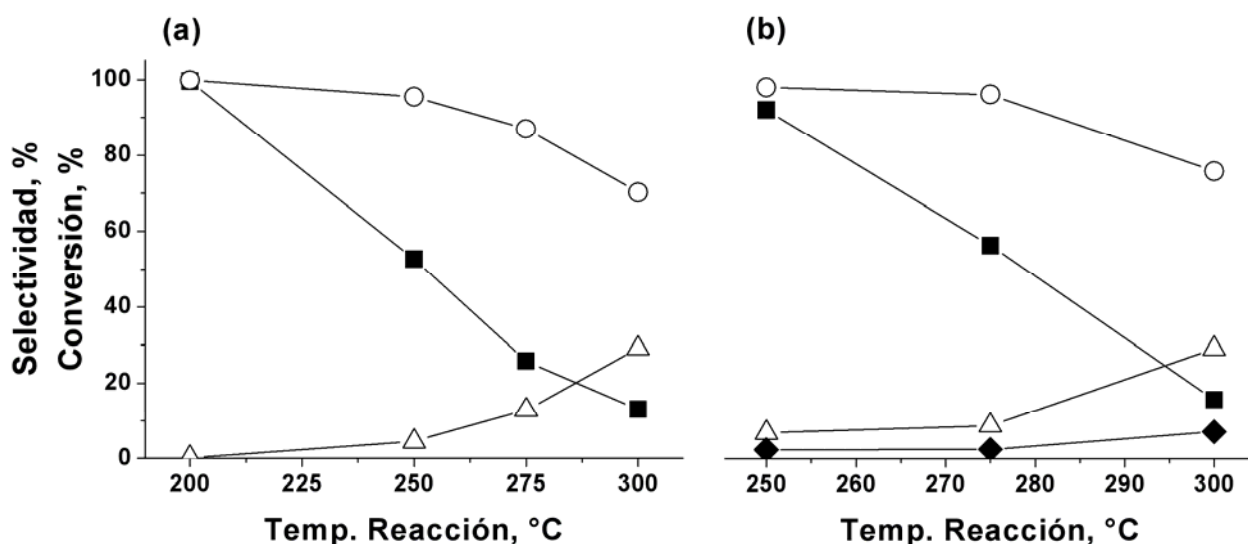 (a)
(b)
Selectividad, %
Conversión, %
100
80
60
40
20
0
200 225 250 275 300
250 260 270 280 290 300
Temp. Reacción, °C
Temp. Reacción, °C